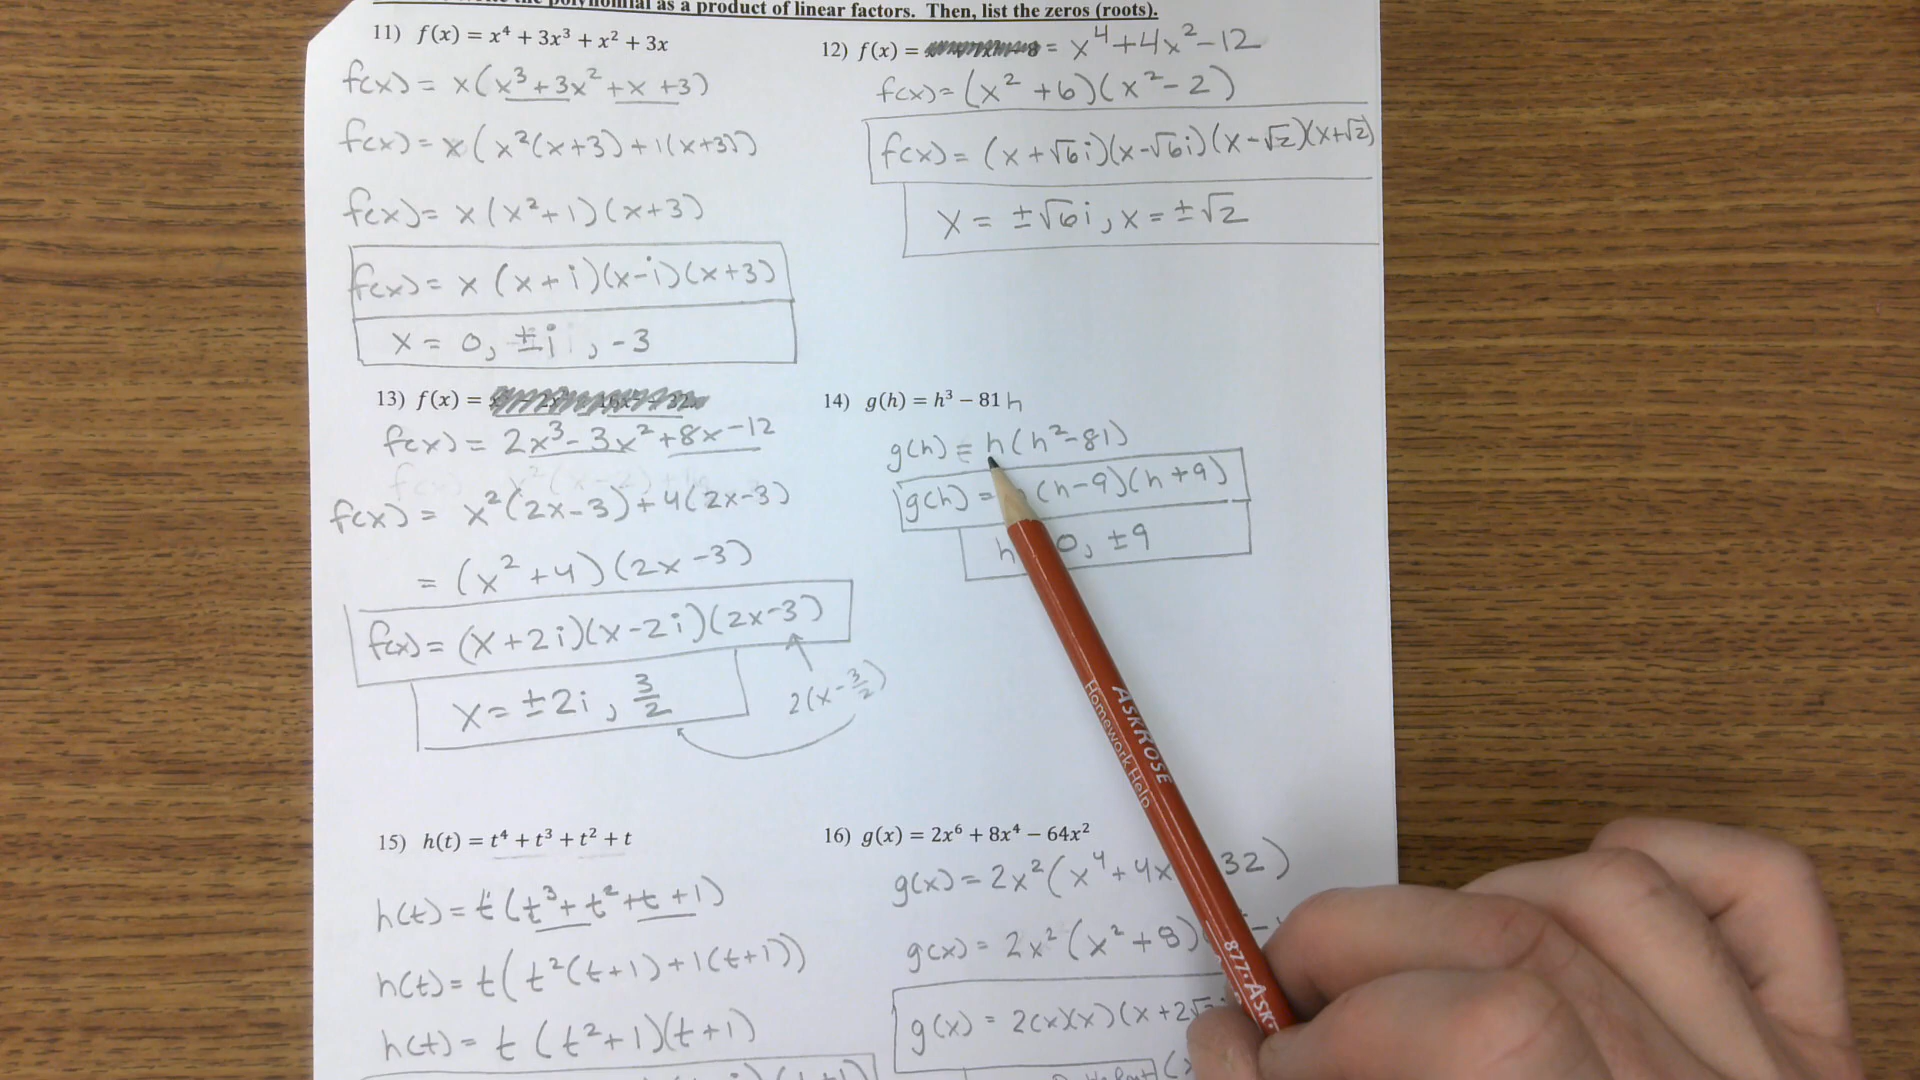 polynomial as a product of linear factors. Then, list the zeros (roots).
11) f(x) = x⁴ + 3x³ + x² + 3x
f(x) = x(x³ + 3x² + x + 3)
f(x) = x(x²(x+3) + 1(x+3))
f(x) = x(x²+1)(x+3)
f(x) = x(x+i)(x-i)(x+3)
x = 0, ±i, -3
12) f(x) = = x⁴ + 4x² - 12
f(x) = (x² + 6)(x² - 2)
f(x) = (x + √6i)(x - √6i)(x - √2)(x + √2)
x = ±√6i, x = ±√2
13) f(x) =
f(x) = 2x³ - 3x² + 8x - 12
f(x) = x²(2x - 3) + 4(2x - 3)
= (x² + 4)(2x - 3)
f(x) = (x + 2i)(x - 2i)(2x - 3)
2(x - 3/2)
x = ±2i, 3/2
14) g(h) = h³ – 81h
g(h) = h(h² - 81)
g(h) = (h - 9)(h + 9)
h 0, ±9
15) h(t) = t⁴ + t³ + t² + t
h(t) = t(t³ + t² + t + 1)
h(t) = t(t²(t+1) + 1(t+1))
h(t) = t(t²+1)(t+1)
16) g(x) = 2x⁶ + 8x⁴ – 64x²
g(x) = 2x²(x⁴ + 4x 32)
g(x) = 2x²(x² + 8)
g(x) = 2(x)(x)(x + 2√
ASKROSE
Homework Help
877·ASK·